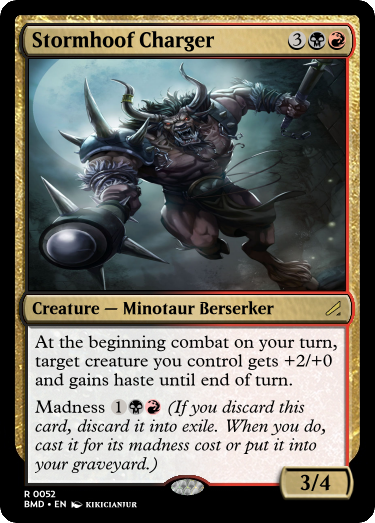 Stormhoof Charger 3
Creature — Minotaur Berserker
At the beginning combat on your turn,
target creature you control gets +2/+0
and gains haste until end of turn.
Madness 1 (If you discard this
card, discard it into exile. When you do,
cast it for its madness cost or put it into
your graveyard.)
3/4
R 0052
BMD • EN KIKICIANJUR